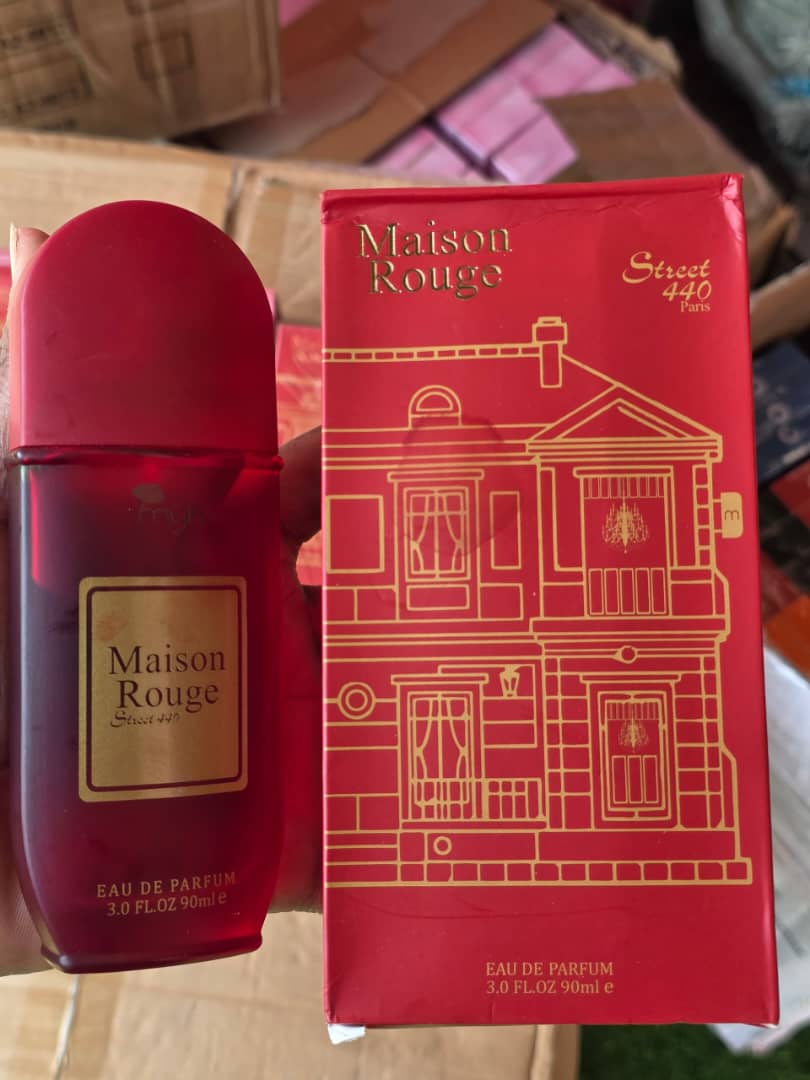 Maison
Rouge
Street
440
Paris
m
Maison
Rouge
Street 440
EAU DE PARFUM
3.0 FL.OZ 90ml e
EAU DE PARFUM
3.0 FL.OZ 90ml e